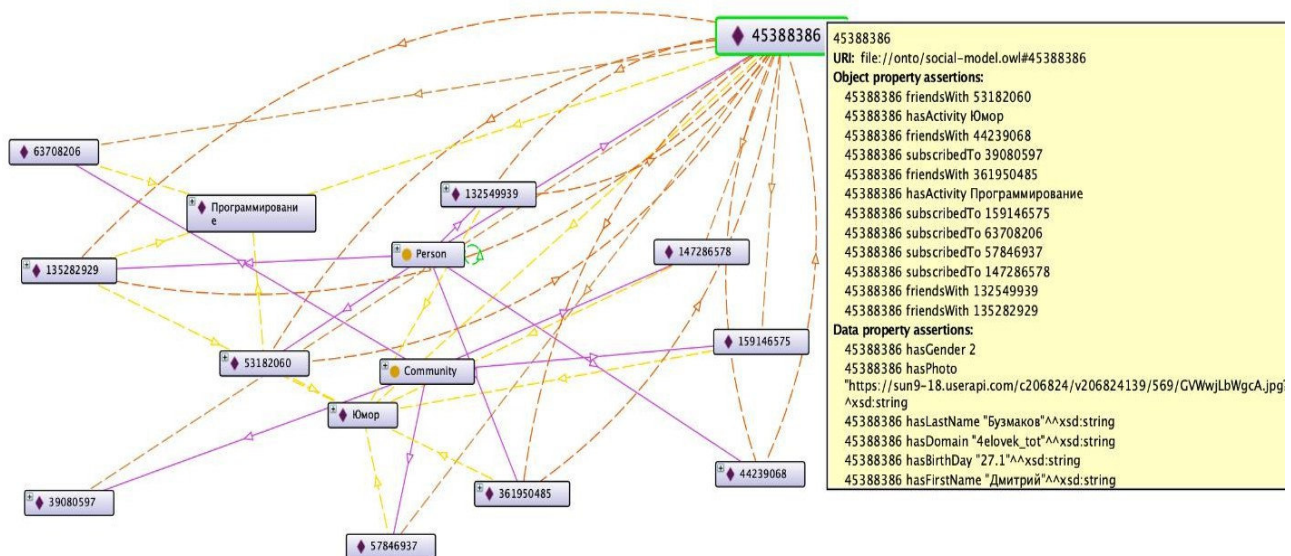 45388386
63708206
Программировани
е
132549939
Person
147286578
135282929
159146575
53182060
Community
Юмор
39080597
361950485
44239068
57846937
45388386
URI: file://onto/social-model.owl#45388386
Object property assertions:
45388386 friendsWith 53182060
45388386 hasActivity Юмор
45388386 friendsWith 44239068
45388386 subscribedTo 39080597
45388386 friendsWith 361950485
45388386 hasActivity Программирование
45388386 subscribedTo 159146575
45388386 subscribedTo 63708206
45388386 subscribedTo 57846937
45388386 subscribedTo 147286578
45388386 friendsWith 132549939
45388386 friendsWith 135282929
Data property assertions:
45388386 hasGender 2
45388386 hasPhoto
"https://sun9-18.userapi.com/c206824/v206824139/569/GVWwjLbWgcA.jpg?
^xsd:string
45388386 hasLastName "Бузмаков"^^xsd:string
45388386 hasDomain "4elovek_tot"^^xsd:string
45388386 hasBirthDay "27.1"^^xsd:string
45388386 hasFirstName "Дмитрий"^^xsd:string